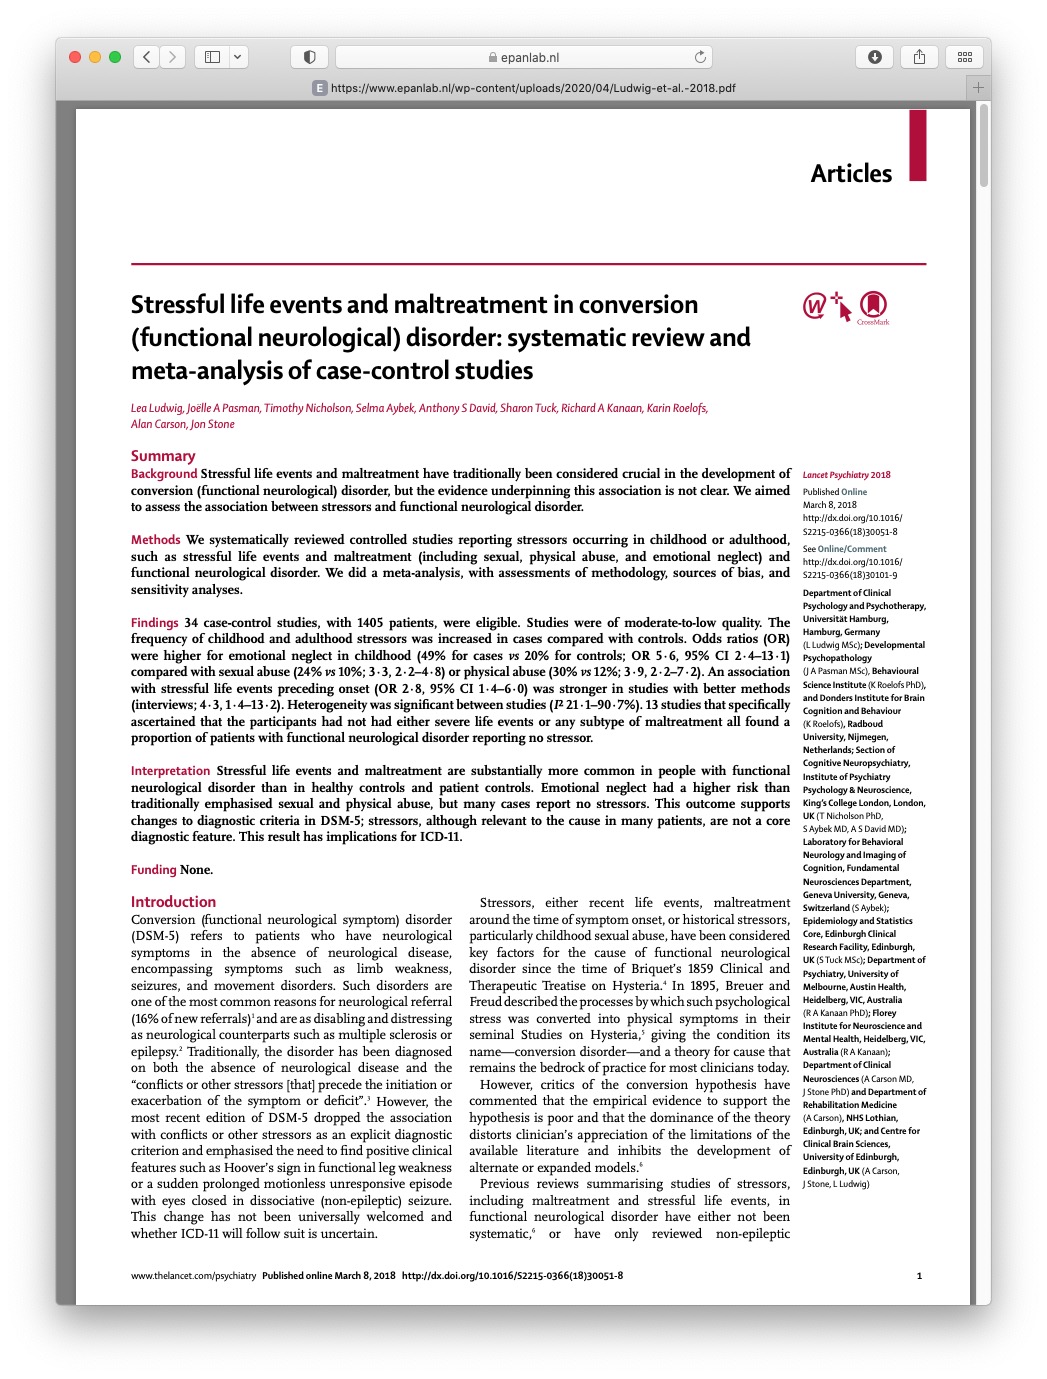 epanlab.nl
E https://www.epanlab.nl/wp-content/uploads/2020/04/Ludwig-et-al.-2018.pdf
Articles
Stressful life events and maltreatment in conversion
(functional neurological) disorder: systematic review and
meta-analysis of case-control studies
W
CrossMark
Lea Ludwig, Joëlle A Pasman, Timothy Nicholson, Selma Aybek, Anthony S David, Sharon Tuck, Richard A Kanaan, Karin Roelofs,
Alan Carson, Jon Stone
Summary
Background Stressful life events and maltreatment have traditionally been considered crucial in the development of
conversion (functional neurological) disorder, but the evidence underpinning this association is not clear. We aimed
to assess the association between stressors and functional neurological disorder.
Methods We systematically reviewed controlled studies reporting stressors occurring in childhood or adulthood,
such as stressful life events and maltreatment (including sexual, physical abuse, and emotional neglect) and
functional neurological disorder. We did a meta-analysis, with assessments of methodology, sources of bias, and
sensitivity analyses.
Findings 34 case-control studies, with 1405 patients, were eligible. Studies were of moderate-to-low quality. The
frequency of childhood and adulthood stressors was increased in cases compared with controls. Odds ratios (OR)
were higher for emotional neglect in childhood (49% for cases vs 20% for controls; OR 5·6, 95% CI 2·4–13·1)
compared with sexual abuse (24% vs 10%; 3·3, 2·2–4·8) or physical abuse (30% vs 12%; 3·9, 2·2–7·2). An association
with stressful life events preceding onset (OR 2·8, 95% CI 1·4–6·0) was stronger in studies with better methods
(interviews; 4·3, 1·4–13·2). Heterogeneity was significant between studies (I² 21·1–90·7%). 13 studies that specifically
ascertained that the participants had not had either severe life events or any subtype of maltreatment all found a
proportion of patients with functional neurological disorder reporting no stressor.
Interpretation Stressful life events and maltreatment are substantially more common in people with functional
neurological disorder than in healthy controls and patient controls. Emotional neglect had a higher risk than
traditionally emphasised sexual and physical abuse, but many cases report no stressors. This outcome supports
changes to diagnostic criteria in DSM-5; stressors, although relevant to the cause in many patients, are not a core
diagnostic feature. This result has implications for ICD-11.
Funding None.
Introduction
Conversion (functional neurological symptom) disorder
(DSM-5) refers to patients who have neurological
symptoms in the absence of neurological disease,
encompassing symptoms such as limb weakness,
seizures, and movement disorders. Such disorders are
one of the most common reasons for neurological referral
(16% of new referrals)¹ and are as disabling and distressing
as neurological counterparts such as multiple sclerosis or
epilepsy.² Traditionally, the disorder has been diagnosed
on both the absence of neurological disease and the
“conflicts or other stressors [that] precede the initiation or
exacerbation of the symptom or deficit”.³ However, the
most recent edition of DSM-5 dropped the association
with conflicts or other stressors as an explicit diagnostic
criterion and emphasised the need to find positive clinical
features such as Hoover’s sign in functional leg weakness
or a sudden prolonged motionless unresponsive episode
with eyes closed in dissociative (non-epileptic) seizure.
This change has not been universally welcomed and
whether ICD-11 will follow suit is uncertain.
Stressors, either recent life events, maltreatment
around the time of symptom onset, or historical stressors,
particularly childhood sexual abuse, have been considered
key factors for the cause of functional neurological
disorder since the time of Briquet’s 1859 Clinical and
Therapeutic Treatise on Hysteria.⁴ In 1895, Breuer and
Freud described the processes by which such psychological
stress was converted into physical symptoms in their
seminal Studies on Hysteria,⁵ giving the condition its
name—conversion disorder—and a theory for cause that
remains the bedrock of practice for most clinicians today.
However, critics of the conversion hypothesis have
commented that the empirical evidence to support the
hypothesis is poor and that the dominance of the theory
distorts clinician’s appreciation of the limitations of the
available literature and inhibits the development of
alternate or expanded models.⁶
Previous reviews summarising studies of stressors,
including maltreatment and stressful life events, in
functional neurological disorder have either not been
systematic,⁶ or have only reviewed non-epileptic
Lancet Psychiatry 2018
Published Online
March 8, 2018
http://dx.doi.org/10.1016/
S2215-0366(18)30051-8
See Online/Comment
http://dx.doi.org/10.1016/
S2215-0366(18)30101-9
Department of Clinical
Psychology and Psychotherapy,
Universität Hamburg,
Hamburg, Germany
(L Ludwig MSc); Developmental
Psychopathology
(J A Pasman MSc), Behavioural
Science Institute (K Roelofs PhD),
and Donders Institute for Brain
Cognition and Behaviour
(K Roelofs), Radboud
University, Nijmegen,
Netherlands; Section of
Cognitive Neuropsychiatry,
Institute of Psychiatry
Psychology & Neuroscience,
King’s College London, London,
UK (T Nicholson PhD,
S Aybek MD, A S David MD);
Laboratory for Behavioral
Neurology and Imaging of
Cognition, Fundamental
Neurosciences Department,
Geneva University, Geneva,
Switzerland (S Aybek);
Epidemiology and Statistics
Core, Edinburgh Clinical
Research Facility, Edinburgh,
UK (S Tuck MSc); Department of
Psychiatry, University of
Melbourne, Austin Health,
Heidelberg, VIC, Australia
(R A Kanaan PhD); Florey
Institute for Neuroscience and
Mental Health, Heidelberg, VIC,
Australia (R A Kanaan);
Department of Clinical
Neurosciences (A Carson MD,
J Stone PhD) and Department of
Rehabilitation Medicine
(A Carson), NHS Lothian,
Edinburgh, UK; and Centre for
Clinical Brain Sciences,
University of Edinburgh,
Edinburgh, UK (A Carson,
J Stone, L Ludwig)
www.thelancet.com/psychiatry Published online March 8, 2018 http://dx.doi.org/10.1016/S2215-0366(18)30051-8
1